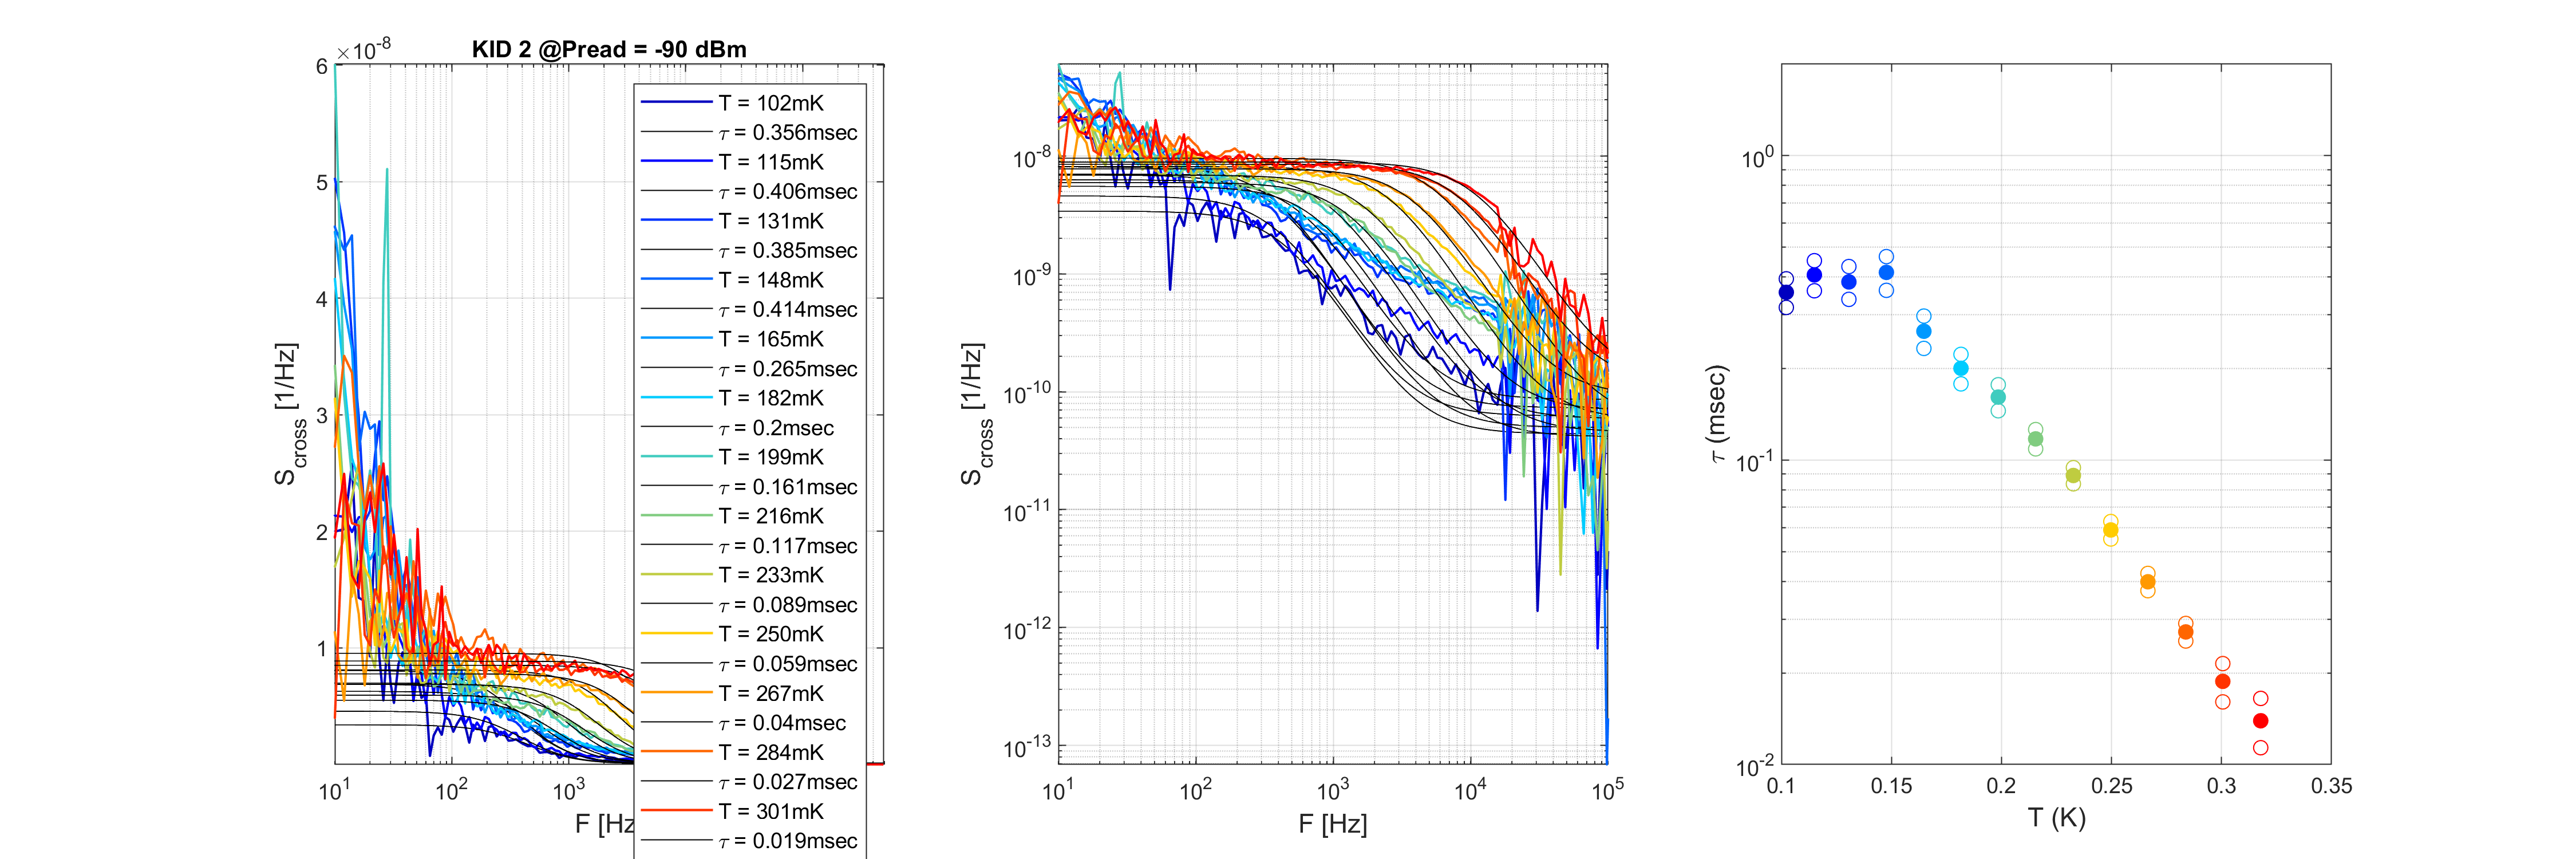 KID 2 @Pread = -90 dBm
×10⁻⁸
6
5
4
3
2
1
S_cross [1/Hz]
10¹
10²
10³
F [Hz
T = 102mK
τ = 0.356msec
T = 115mK
τ = 0.406msec
T = 131mK
τ = 0.385msec
T = 148mK
τ = 0.414msec
T = 165mK
τ = 0.265msec
T = 182mK
τ = 0.2msec
T = 199mK
τ = 0.161msec
T = 216mK
τ = 0.117msec
T = 233mK
τ = 0.089msec
T = 250mK
τ = 0.059msec
T = 267mK
τ = 0.04msec
T = 284mK
τ = 0.027msec
T = 301mK
τ = 0.019msec
10⁻⁸
10⁻⁹
10⁻¹⁰
10⁻¹¹
10⁻¹²
10⁻¹³
S_cross [1/Hz]
10¹
10²
10³
10⁴
10⁵
F [Hz]
10⁰
10⁻¹
10⁻²
τ (msec)
0.1
0.15
0.2
0.25
0.3
0.35
T (K)